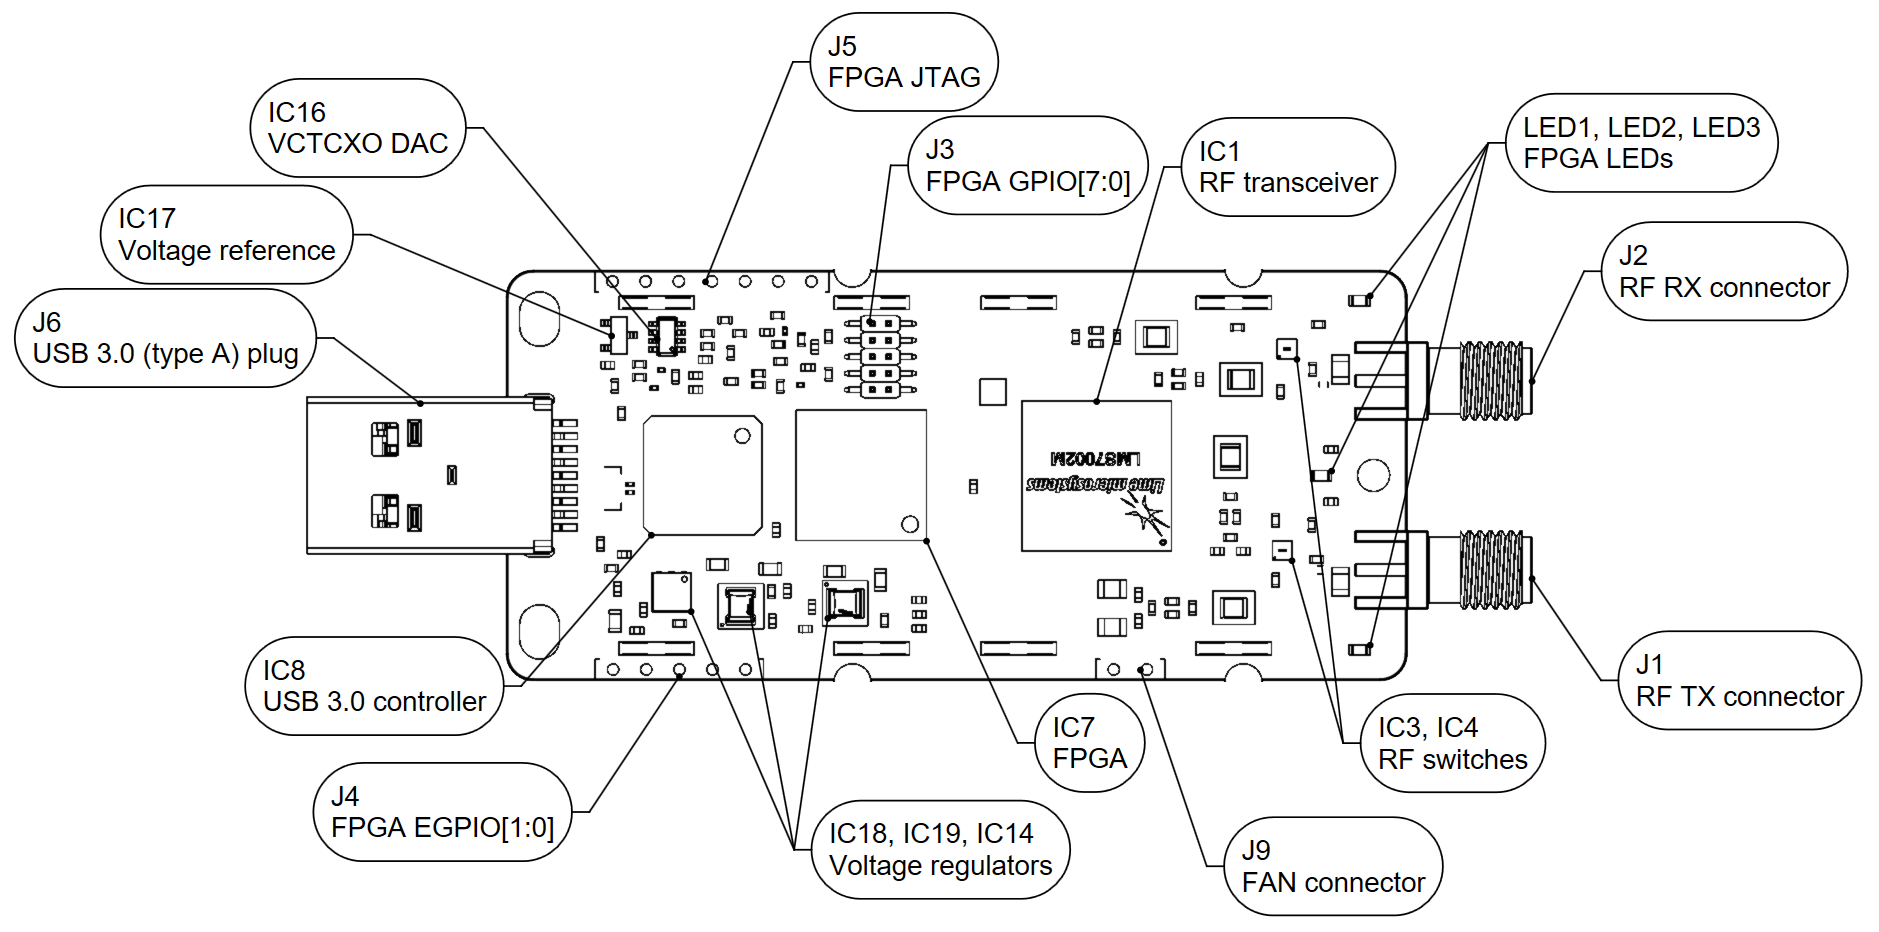 J5
FPGA JTAG
IC16
VCTCXO DAC
J3
FPGA GPIO[7:0]
IC1
RF transceiver
LED1, LED2, LED3
FPGA LEDs
IC17
Voltage reference
J2
RF RX connector
J6
USB 3.0 (type A) plug
LMS7002M
Lime microsystems
IC8
USB 3.0 controller
J1
RF TX connector
IC7
FPGA
IC3, IC4
RF switches
J4
FPGA EGPIO[1:0]
IC18, IC19, IC14
Voltage regulators
J9
FAN connector